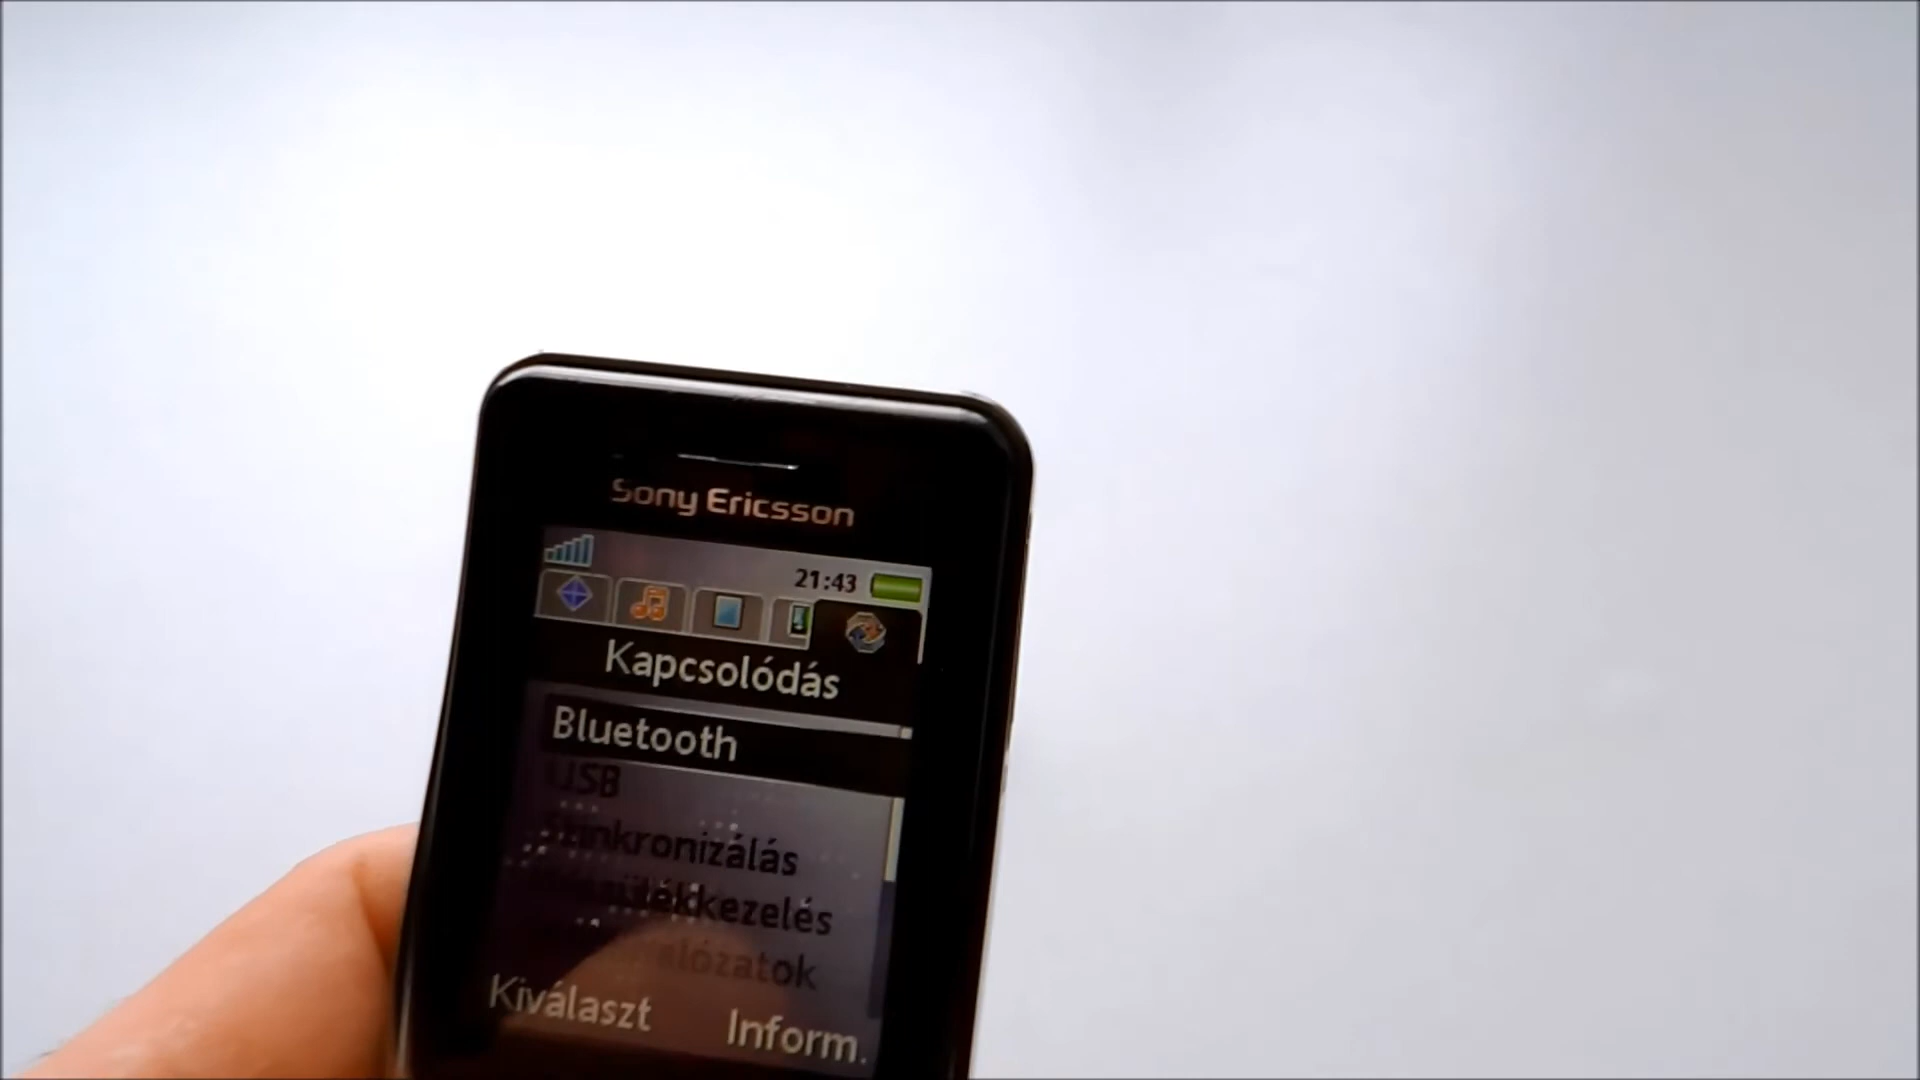 Sony Ericsson
21:43
Kapcsolódás
Bluetooth
USB
Szinkronizálás
Kiválaszt
Inform.